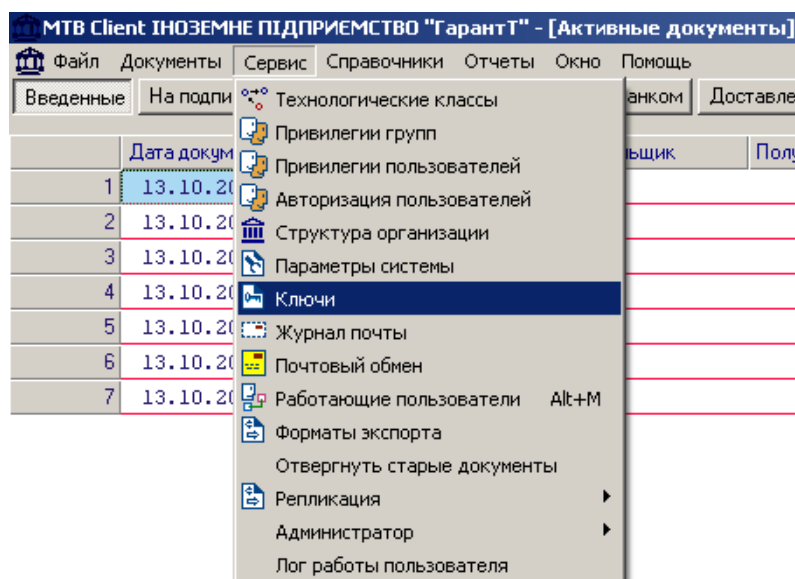 МТВ Client ІНОЗЕМНЕ ПІДПРИЄМСТВО "ГарантТ" - [Активные документы]
Файл Документы Сервис Справочники Отчеты Окно Помощь
Введенные На подпи анком Доставле
Дата докум ьщик Полу
1 13.10.20
2 13.10.20
3 13.10.20
4 13.10.20
5 13.10.20
6 13.10.20
7 13.10.20
Технологические классы
Привилегии групп
Привилегии пользователей
Авторизация пользователей
Структура организации
Параметры системы
Ключи
Журнал почты
Почтовый обмен
Работающие пользователи Alt+M
Форматы экспорта
Отвергнуть старые документы
Репликация
Администратор
Лог работы пользователя